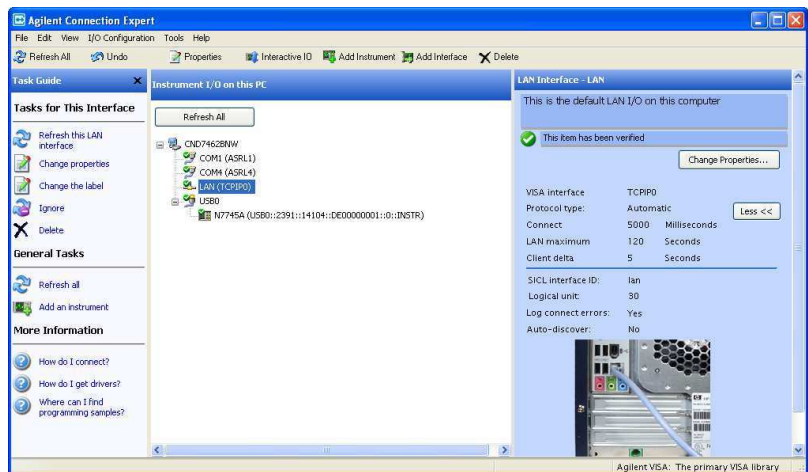 Agilent Connection Expert
File Edit View I/O Configuration Tools Help
Refresh All Undo Properties Interactive IO Add Instrument Add Interface Delete
Task Guide
Tasks for This Interface
Refresh this LAN
interface
Change properties
Change the label
Ignore
Delete
General Tasks
Refresh all
Add an instrument
More Information
How do I connect?
How do I get drivers?
Where can I find
programming samples?
Instrument I/O on this PC
Refresh All
CND7462BNW
COM1 (ASRL1)
COM4 (ASRL4)
LAN (TCPIP0)
USB0
N7745A (USB0::2391::14104::DE00000001::0::INSTR)
LAN Interface - LAN
This is the default LAN I/O on this computer
This item has been verified
Change Properties...
VISA interface TCPIP0
Protocol type: Automatic
Less <<
Connect 5000 Milliseconds
LAN maximum 120 Seconds
Client delta 5 Seconds
SICL interface ID: lan
Logical unit: 30
Log connect errors: Yes
Auto-discover: No
Agilent VISA: The primary VISA library